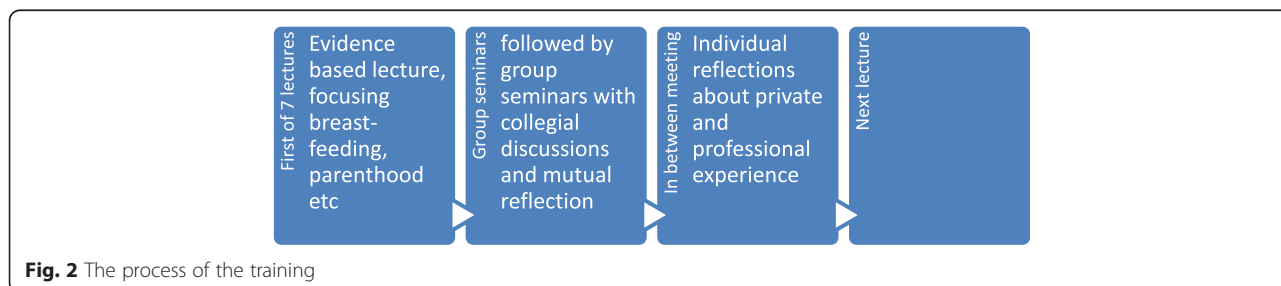 First of 7 lectures
Evidence
based lecture,
focusing
breast-
feeding,
parenthood
etc
Group seminars
followed by
group
seminars with
collegial
discussions
and mutual
reflection
In between meeting
Individual
reflections
about private
and
professional
experience
Next lecture
Fig. 2 The process of the training